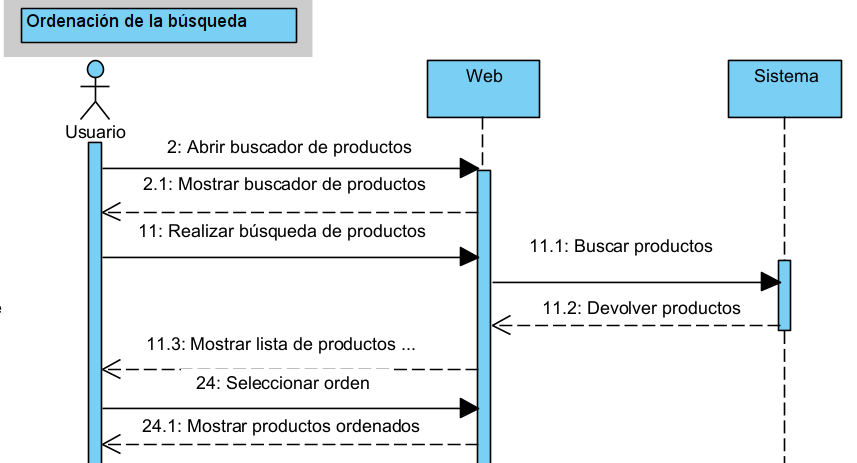 Ordenación de la búsqueda
Web
Sistema
Usuario
2: Abrir buscador de productos
2.1: Mostrar buscador de productos
11: Realizar búsqueda de productos
11.1: Buscar productos
11.2: Devolver productos
11.3: Mostrar lista de productos ...
24: Seleccionar orden
24.1: Mostrar productos ordenados